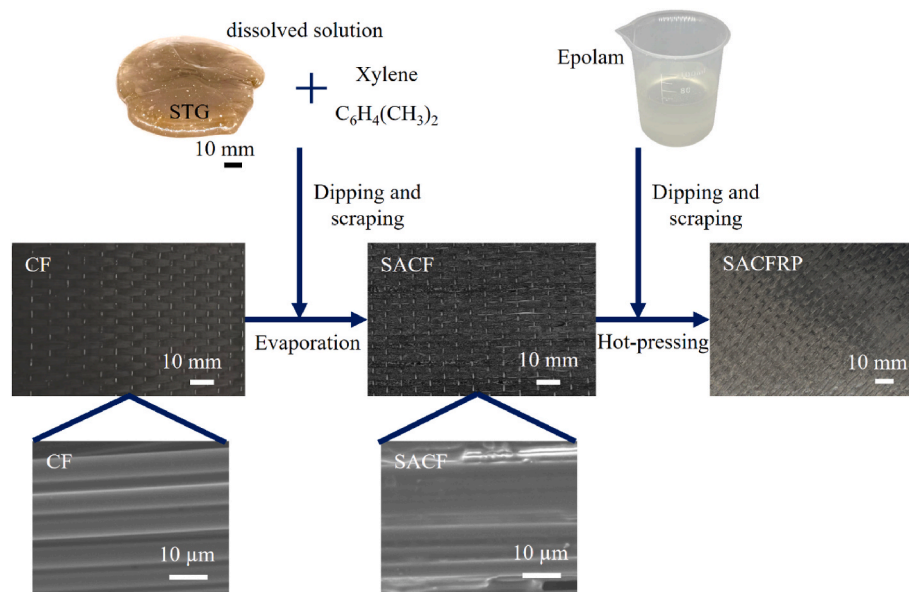 dissolved solution
STG
10 mm
Xylene
C₆H₄(CH₃)₂
Epolam
Dipping and
scraping
Dipping and
scraping
CF
10 mm
Evaporation
SACF
10 mm
Hot-pressing
SACFRP
10 mm
CF
10 µm
SACF
10 µm